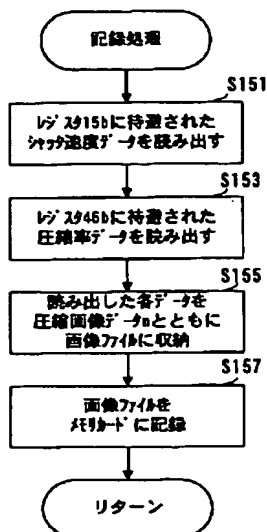 記録処理
S151
レジスタ15bに待避された
シャッタ速度データを読み出す
S153
レジスタ46bに待避された
圧縮率データを読み出す
S155
読み出した各データを
圧縮画像データnとともに
画像ファイルに収納
S157
画像ファイルを
メモリカードに記録
リターン